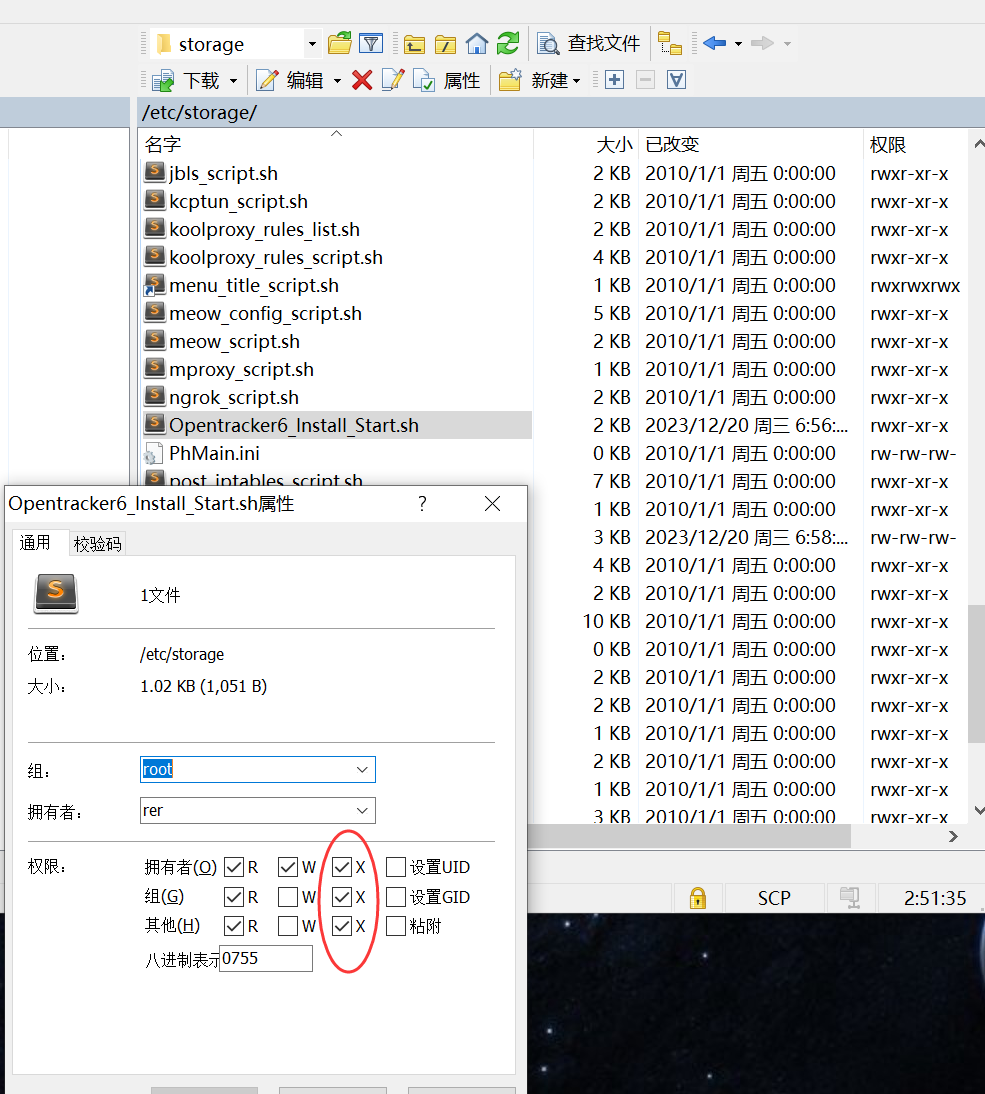 storage 查找文件
下载 编辑 属性 新建
/etc/storage/
名字 大小 已改变 权限
jbls_script.sh 2 KB 2010/1/1 周五 0:00:00 rwxr-xr-x
kcptun_script.sh 2 KB 2010/1/1 周五 0:00:00 rwxr-xr-x
koolproxy_rules_list.sh 2 KB 2010/1/1 周五 0:00:00 rwxr-xr-x
koolproxy_rules_script.sh 4 KB 2010/1/1 周五 0:00:00 rwxr-xr-x
menu_title_script.sh 1 KB 2010/1/1 周五 0:00:00 rwxrwxrwx
meow_config_script.sh 5 KB 2010/1/1 周五 0:00:00 rwxr-xr-x
meow_script.sh 2 KB 2010/1/1 周五 0:00:00 rwxr-xr-x
mproxy_script.sh 1 KB 2010/1/1 周五 0:00:00 rwxr-xr-x
ngrok_script.sh 2 KB 2010/1/1 周五 0:00:00 rwxr-xr-x
Opentracker6_Install_Start.sh 2 KB 2023/12/20 周三 6:56:... rwxr-xr-x
PhMain.ini 0 KB 2010/1/1 周五 0:00:00 rw-rw-rw-
post_iptables_script.sh 7 KB 2010/1/1 周五 0:00:00 rwxr-xr-x
1 KB 2010/1/1 周五 0:00:00 rwxr-xr-x
3 KB 2023/12/20 周三 6:58:... rw-rw-rw-
4 KB 2010/1/1 周五 0:00:00 rwxr-xr-x
2 KB 2010/1/1 周五 0:00:00 rwxr-xr-x
10 KB 2010/1/1 周五 0:00:00 rwxr-xr-x
0 KB 2010/1/1 周五 0:00:00 rwxr-xr-x
2 KB 2010/1/1 周五 0:00:00 rwxr-xr-x
2 KB 2010/1/1 周五 0:00:00 rwxr-xr-x
1 KB 2010/1/1 周五 0:00:00 rwxr-xr-x
2 KB 2010/1/1 周五 0:00:00 rwxr-xr-x
1 KB 2010/1/1 周五 0:00:00 rwxr-xr-x
3 KB 2010/1/1 周五 0:00:00 rwxr-xr-x
SCP 2:51:35
Opentracker6_Install_Start.sh属性 ?
通用 校验码
1文件
位置: /etc/storage
大小: 1.02 KB (1,051 B)
组: root
拥有者: rer
权限: 拥有者(O) R W X 设置UID
组(G) R W X 设置GID
其他(H) R W X 粘附
八进制表示 0755